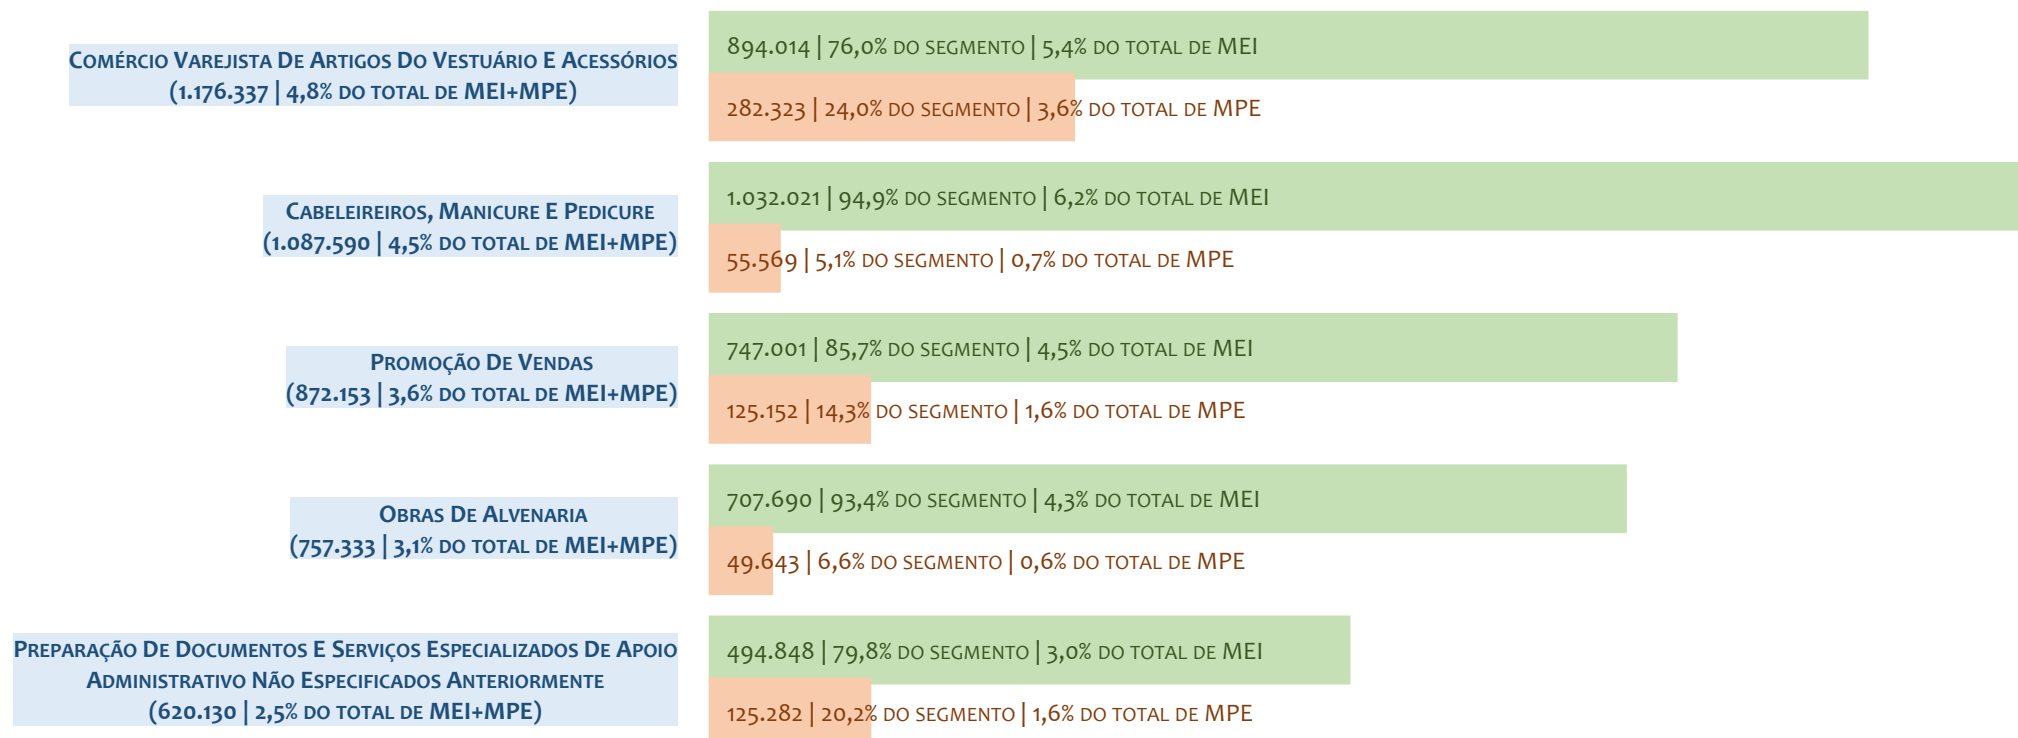 Comércio Varejista De Artigos Do Vestuário E Acessórios
(1.176.337 | 4,8% do total de MEI+MPE)
894.014 | 76,0% do segmento | 5,4% do total de MEI
282.323 | 24,0% do segmento | 3,6% do total de MPE
Cabeleireiros, Manicure E Pedicure
(1.087.590 | 4,5% do total de MEI+MPE)
1.032.021 | 94,9% do segmento | 6,2% do total de MEI
55.569 | 5,1% do segmento | 0,7% do total de MPE
Promoção De Vendas
(872.153 | 3,6% do total de MEI+MPE)
747.001 | 85,7% do segmento | 4,5% do total de MEI
125.152 | 14,3% do segmento | 1,6% do total de MPE
Obras De Alvenaria
(757.333 | 3,1% do total de MEI+MPE)
707.690 | 93,4% do segmento | 4,3% do total de MEI
49.643 | 6,6% do segmento | 0,6% do total de MPE
Preparação De Documentos E Serviços Especializados De Apoio
Administrativo Não Especificados Anteriormente
(620.130 | 2,5% do total de MEI+MPE)
494.848 | 79,8% do segmento | 3,0% do total de MEI
125.282 | 20,2% do segmento | 1,6% do total de MPE